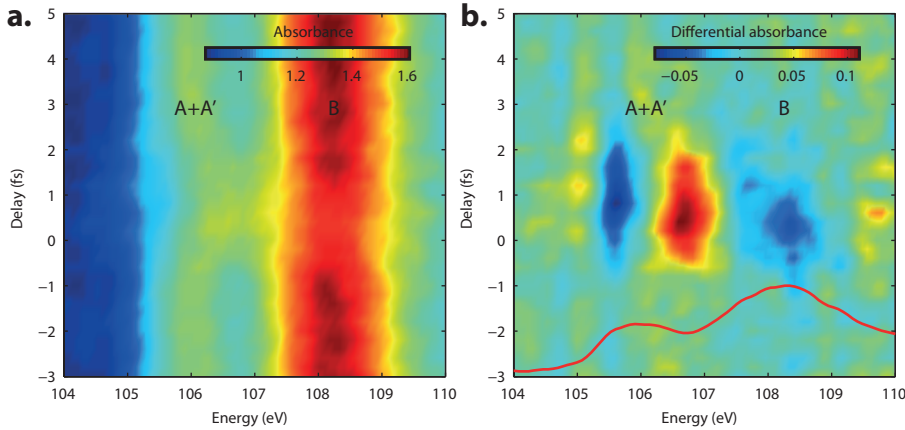 a.
Absorbance
1 1.2 1.4 1.6
A+A’ B
5
4
3
2
1
0
−1
−2
−3
Delay (fs)
104 105 106 107 108 109 110
Energy (eV)
b.
Differential absorbance
−0.05 0 0.05 0.1
A+A’ B
5
4
3
2
1
0
−1
−2
−3
Delay (fs)
104 105 106 107 108 109 110
Energy (eV)